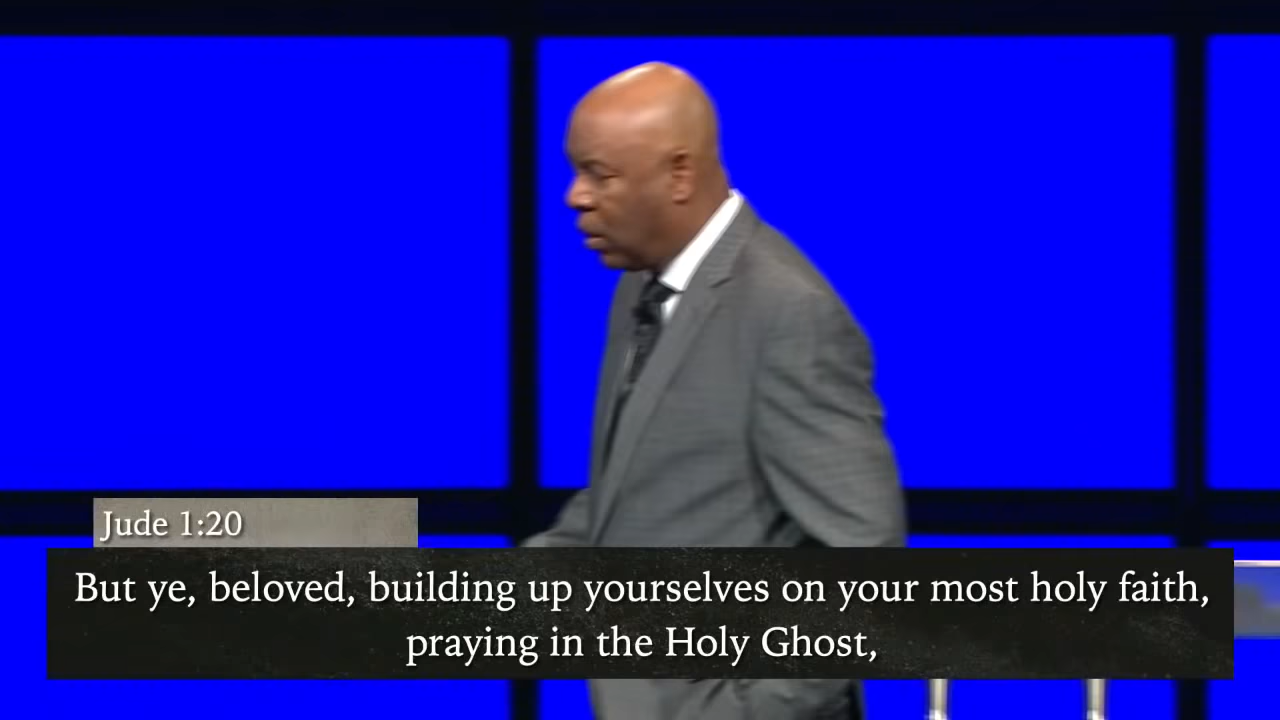 Jude 1:20
But ye, beloved, building up yourselves on your most holy faith,
praying in the Holy Ghost,